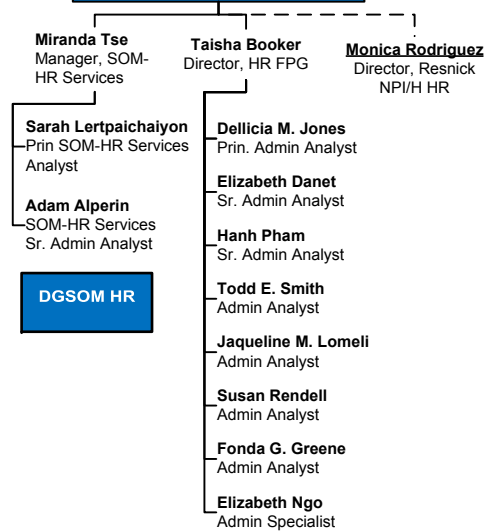 Miranda Tse
Manager, SOM-
HR Services
Taisha Booker
Director, HR FPG
Monica Rodriguez
Director, Resnick
NPI/H HR
Sarah Lertpaichaiyon
Prin SOM-HR Services
Analyst
Adam Alperin
SOM-HR Services
Sr. Admin Analyst
DGSOM HR
Dellicia M. Jones
Prin. Admin Analyst
Elizabeth Danet
Sr. Admin Analyst
Hanh Pham
Sr. Admin Analyst
Todd E. Smith
Admin Analyst
Jaqueline M. Lomeli
Admin Analyst
Susan Rendell
Admin Analyst
Fonda G. Greene
Admin Analyst
Elizabeth Ngo
Admin Specialist